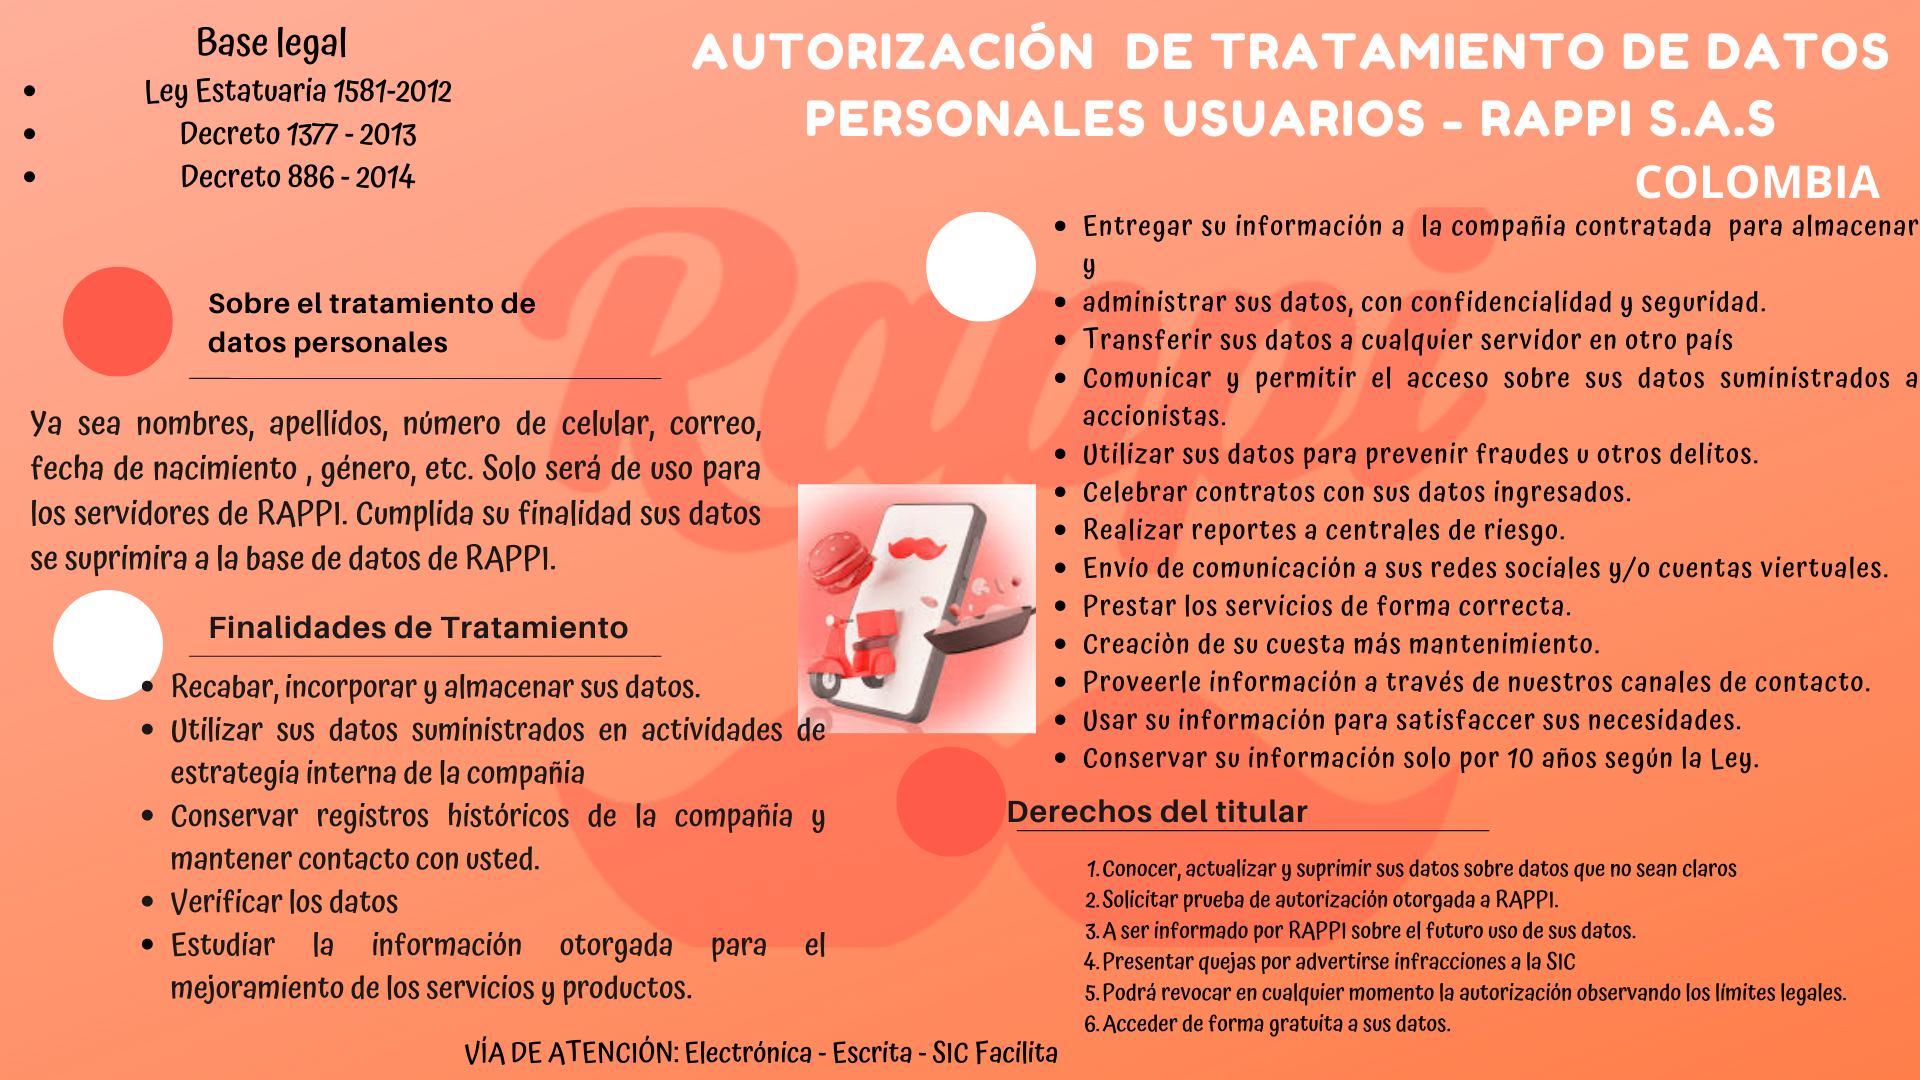 Base legal
Ley Estatuaria 1581-2012
Decreto 1377 - 2013
Decreto 886 - 2014
AUTORIZACIÓN DE TRATAMIENTO DE DATOS
PERSONALES USUARIOS - RAPPI S.A.S
COLOMBIA
Sobre el tratamiento de
datos personales
Ya sea nombres, apellidos, número de celular, correo,
fecha de nacimiento , género, etc. Solo será de uso para
los servidores de RAPPI. Cumplida su finalidad sus datos
se suprimira a la base de datos de RAPPI.
Finalidades de Tratamiento
Recabar, incorporar y almacenar sus datos.
Utilizar sus datos suministrados en actividades de
estrategia interna de la compañia
Conservar registros históricos de la compañia y
mantener contacto con usted.
Verificar los datos
Estudiar la información otorgada para el
mejoramiento de los servicios y productos.
Rappi
Entregar su información a la compañia contratada para almacenar
y
administrar sus datos, con confidencialidad y seguridad.
Transferir sus datos a cualquier servidor en otro país
Comunicar y permitir el acceso sobre sus datos suministrados a
accionistas.
Utilizar sus datos para prevenir fraudes u otros delitos.
Celebrar contratos con sus datos ingresados.
Realizar reportes a centrales de riesgo.
Envío de comunicación a sus redes sociales y/o cuentas viertuales.
Prestar los servicios de forma correcta.
Creaciòn de su cuesta más mantenimiento.
Proveerle información a través de nuestros canales de contacto.
Usar su información para satisfaccer sus necesidades.
Conservar su información solo por 10 años según la Ley.
Derechos del titular
1. Conocer, actualizar y suprimir sus datos sobre datos que no sean claros
2. Solicitar prueba de autorización otorgada a RAPPI.
3. A ser informado por RAPPI sobre el futuro uso de sus datos.
4. Presentar quejas por advertirse infracciones a la SIC
5. Podrá revocar en cualquier momento la autorización observando los límites legales.
6. Acceder de forma gratuita a sus datos.
VÍA DE ATENCIÓN: Electrónica - Escrita - SIC Facilita